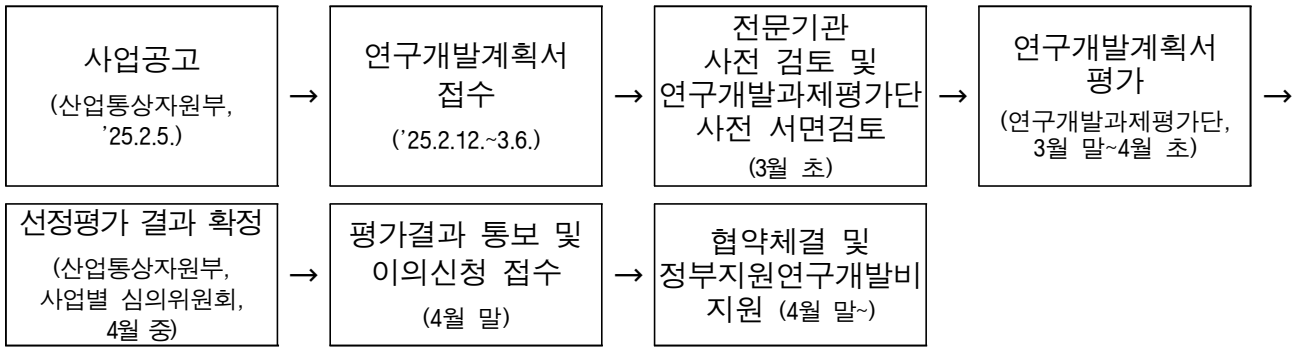 사업공고
(산업통상자원부,
’25.2.5.)
→
연구개발계획서
접수
(’25.2.12.~3.6.)
→
전문기관
사전 검토 및
연구개발과제평가단
사전 서면검토
(3월 초)
→
연구개발계획서
평가
(연구개발과제평가단,
3월 말~4월 초)
→
선정평가 결과 확정
(산업통상자원부,
사업별 심의위원회,
4월 중)
→
평가결과 통보 및
이의신청 접수
(4월 말)
→
협약체결 및
정부지원연구개발비
지원 (4월 말~)